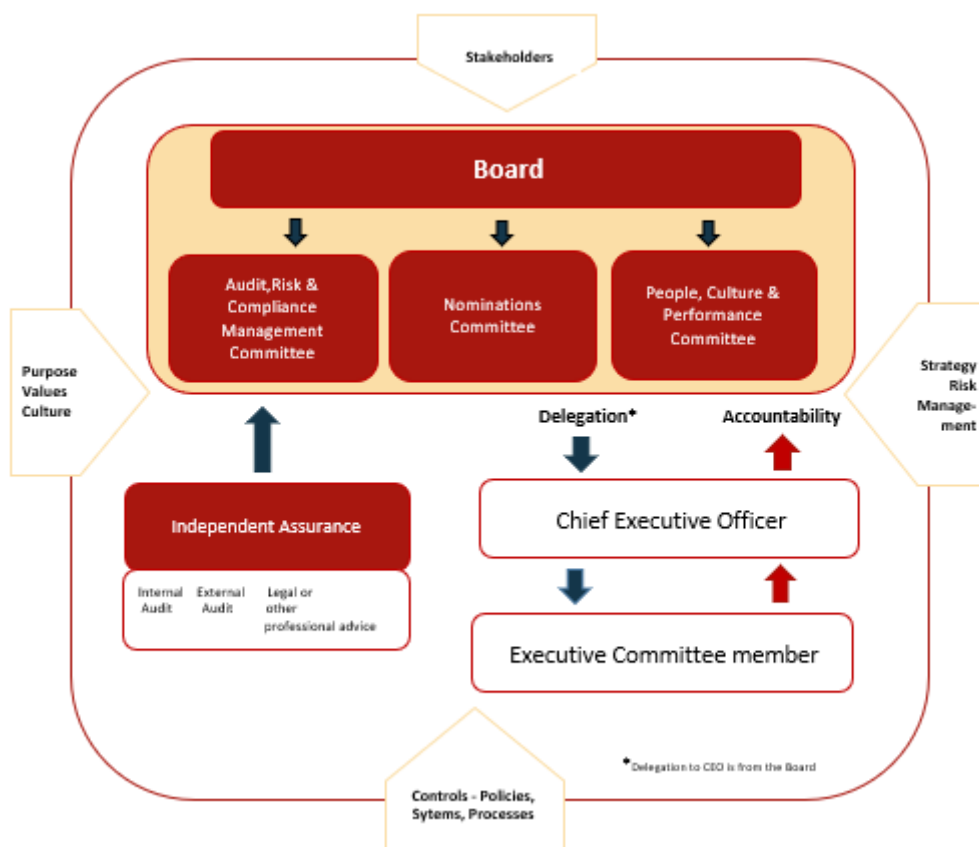 Stakeholders
Board
Audit,Risk &
Compliance
Management
Committee
Nominations
Committee
People, Culture &
Performance
Committee
Purpose
Values
Culture
Strategy
Risk
Manage-
ment
Delegation*
Accountability
Independent Assurance
Internal
Audit
External
Audit
Legal or
other
professional advice
Chief Executive Officer
Executive Committee member
*Delegation to CEO is from the Board
Controls - Policies,
Sytems, Processes